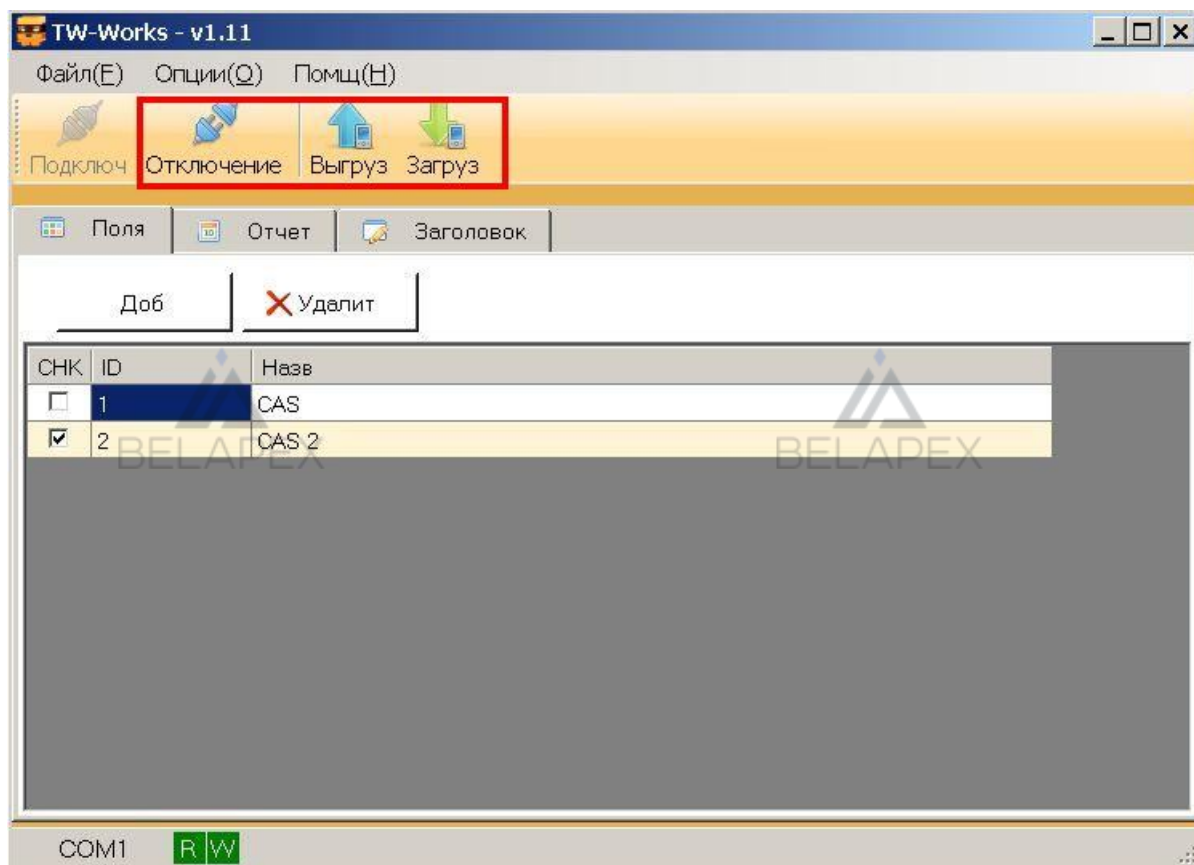 TW-Works - v1.11
Файл(F) Опции(O) Помщ(H)
Подключ Отключение Выгруз Загруз
Поля Отчет Заголовок
Доб Удалит
CHK ID Назв
1 CAS
2 CAS 2
BELAPEX BELAPEX
COM1 R W